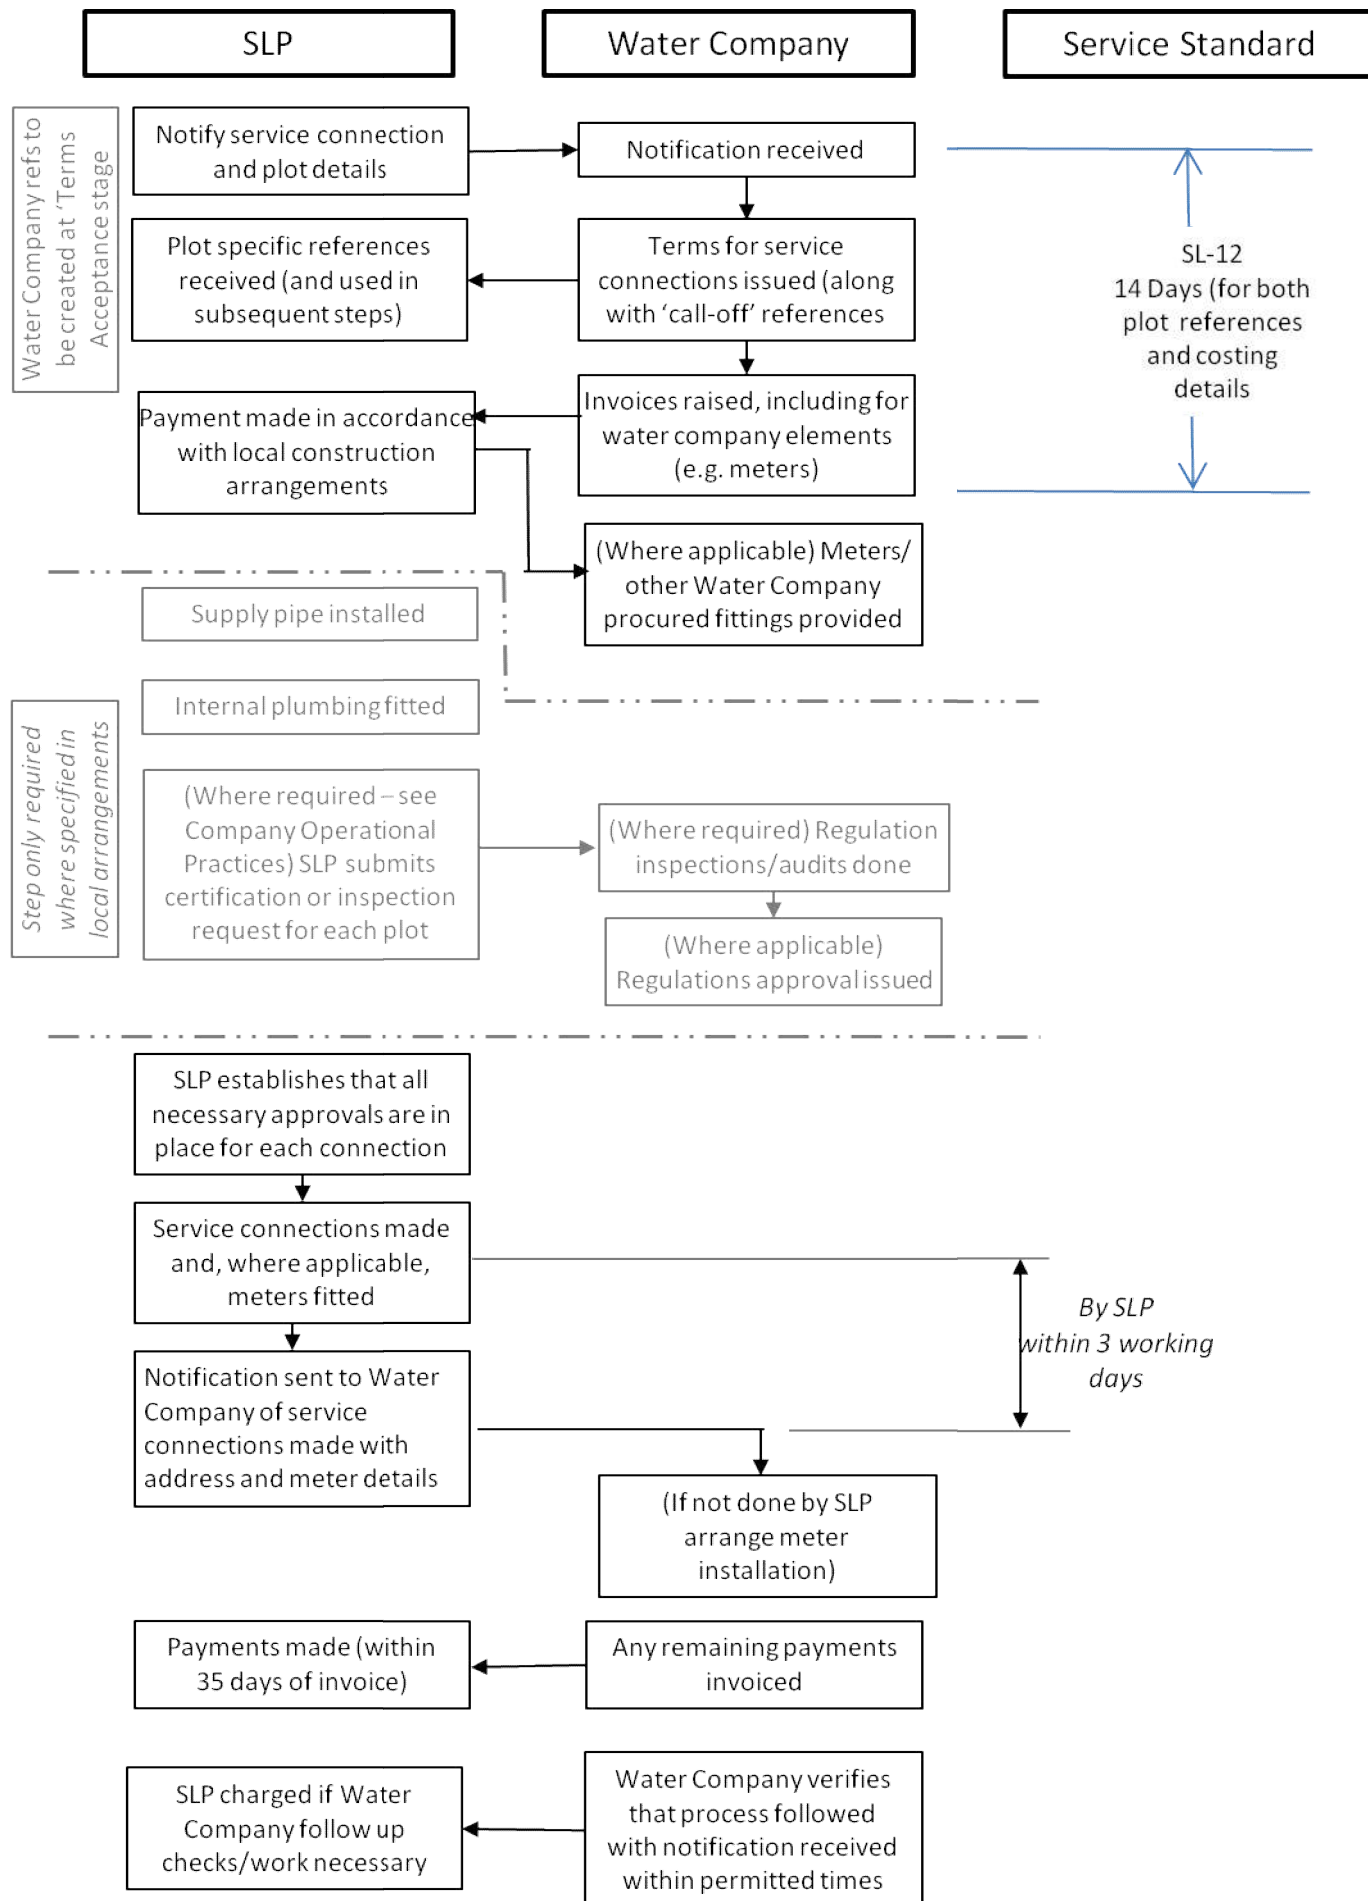 SLP
Water Company
Service Standard
Water Company refs to
be created at ‘Terms
Acceptance stage
Notify service connection
and plot details
Notification received
Plot specific references
received (and used in
subsequent steps)
Terms for service
connections issued (along
with ‘call-off’ references
SL-12
14 Days (for both
plot references
and costing
details
Payment made in accordance
with local construction
arrangements
Invoices raised, including for
water company elements
(e.g. meters)
(Where applicable) Meters/
other Water Company
procured fittings provided
Supply pipe installed
Internal plumbing fitted
Step only required
where specified in
local arrangements
(Where required – see
Company Operational
Practices) SLP submits
certification or inspection
request for each plot
(Where required) Regulation
inspections/audits done
(Where applicable)
Regulations approval issued
SLP establishes that all
necessary approvals are in
place for each connection
Service connections made
and, where applicable,
meters fitted
By SLP
within 3 working
days
Notification sent to Water
Company of service
connections made with
address and meter details
(If not done by SLP
arrange meter
installation)
Payments made (within
35 days of invoice)
Any remaining payments
invoiced
SLP charged if Water
Company follow up
checks/work necessary
Water Company verifies
that process followed
with notification received
within permitted times